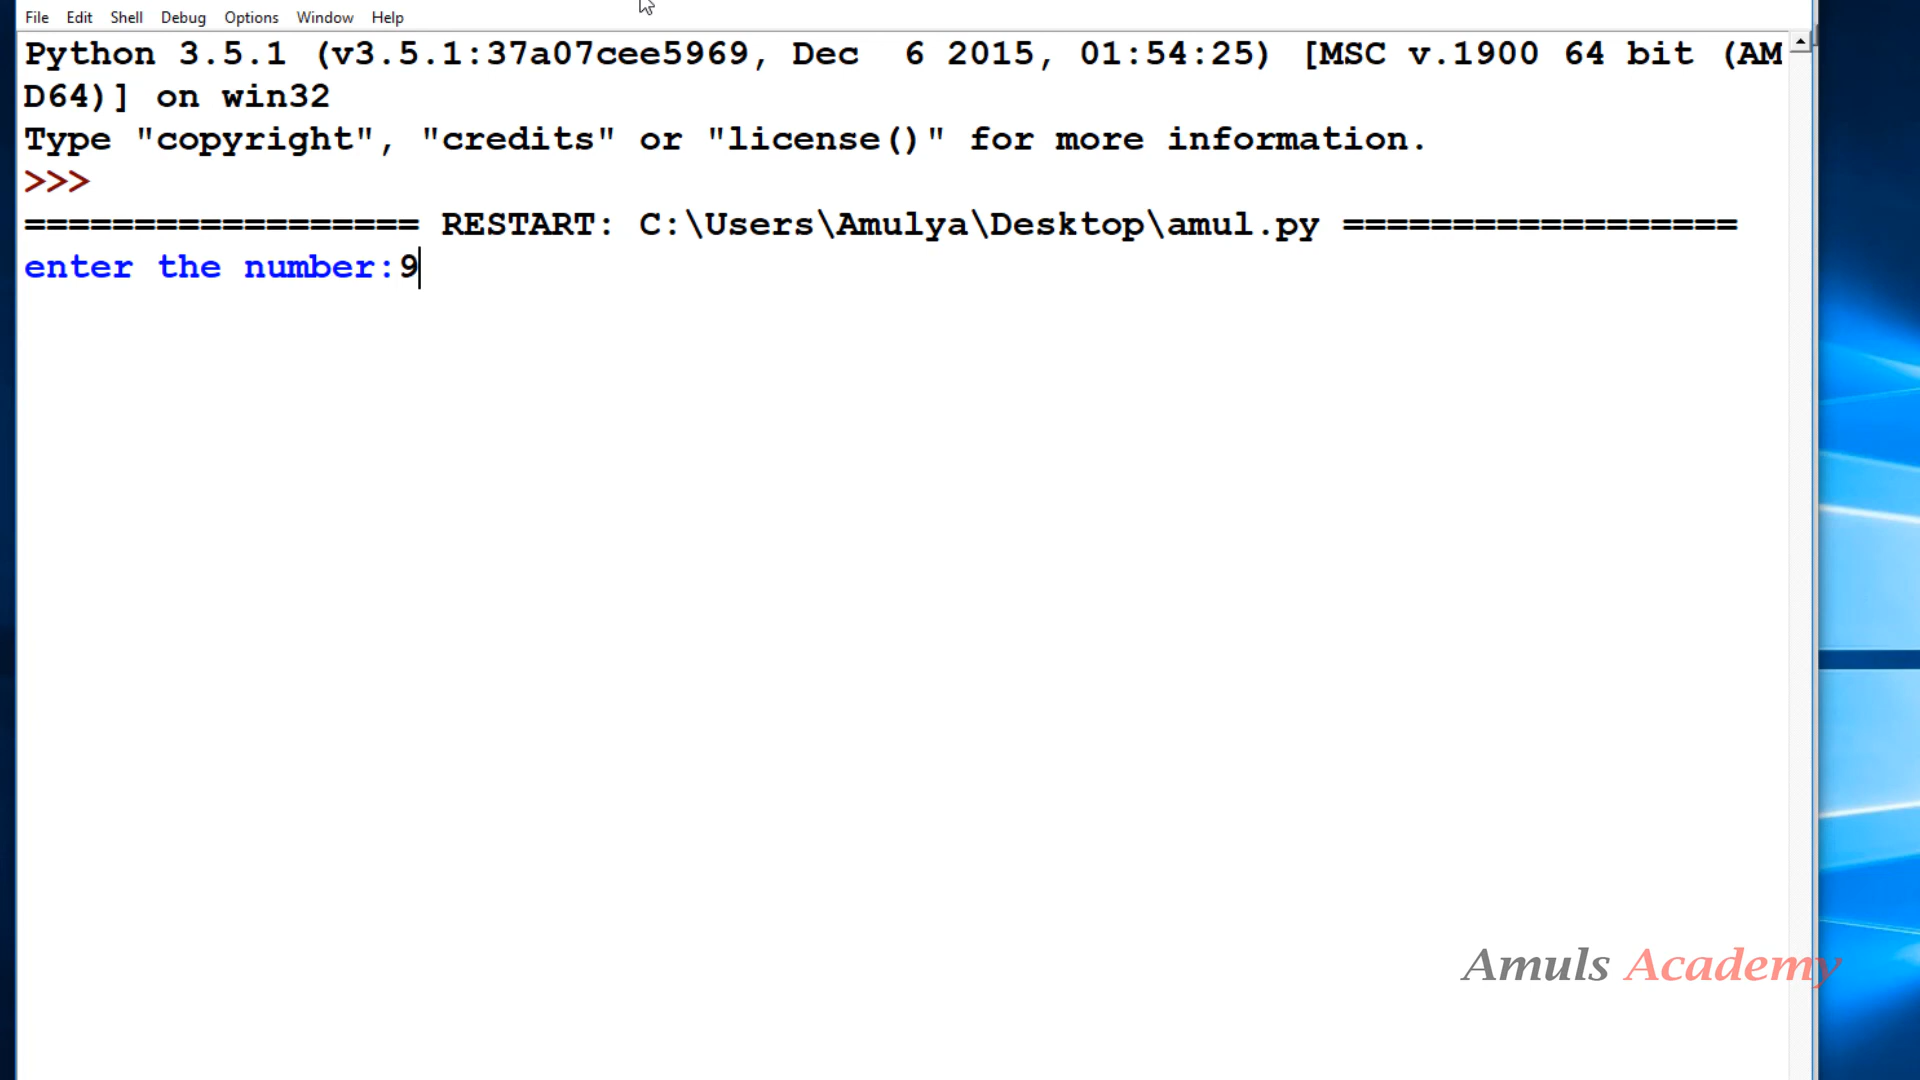 File Edit Shell Debug Options Window Help
Python 3.5.1 (v3.5.1:37a07cee5969, Dec  6 2015, 01:54:25) [MSC v.1900 64 bit (AM
D64)] on win32
Type "copyright", "credits" or "license()" for more information.
>>>
================== RESTART: C:\Users\Amulya\Desktop\amul.py ==================
enter the number:9
Amuls Academy